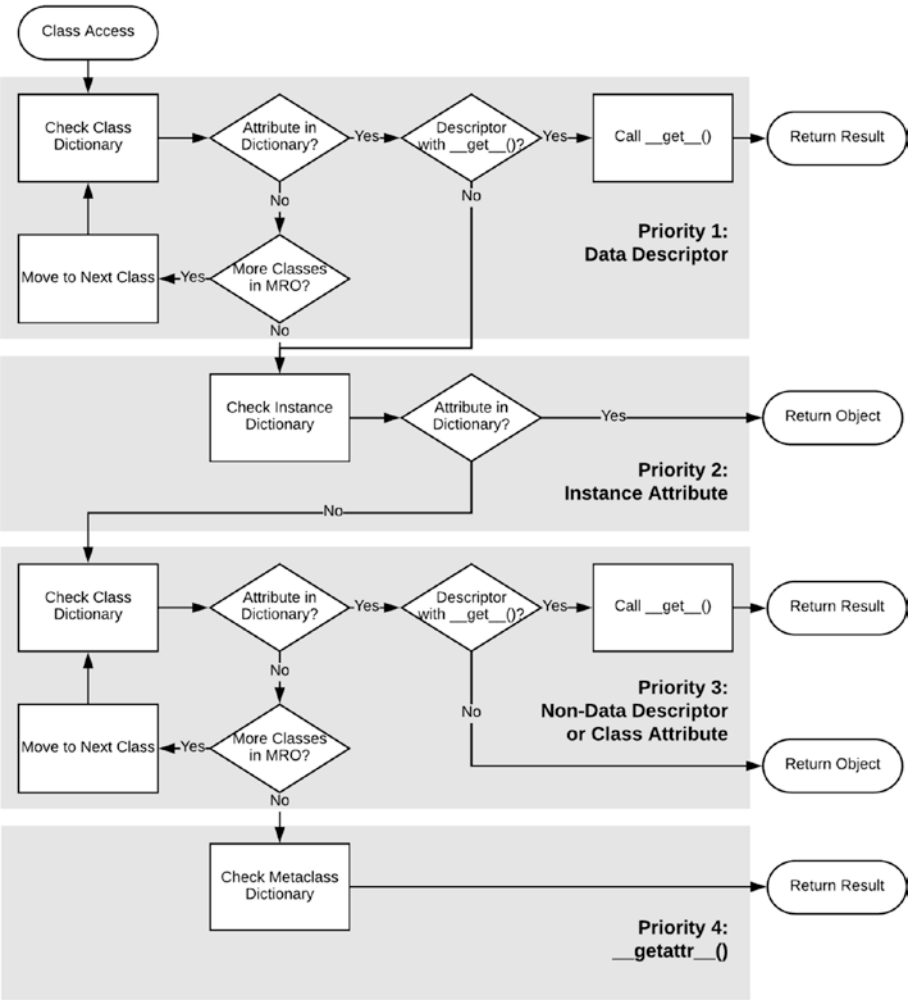 Class Access
Check Class
Dictionary
Attribute in
Dictionary?
Yes
Descriptor
with __get__()?
Yes
Call __get__()
Return Result
No
No
Priority 1:
Data Descriptor
Move to Next Class
Yes
More Classes
in MRO?
No
Check Instance
Dictionary
Attribute in
Dictionary?
Yes
Return Object
Priority 2:
Instance Attribute
No
Check Class
Dictionary
Attribute in
Dictionary?
Yes
Descriptor
with __get__()?
Yes
Call __get__()
Return Result
No
Priority 3:
Non-Data Descriptor
or Class Attribute
No
Move to Next Class
Yes
More Classes
in MRO?
Return Object
No
Check Metaclass
Dictionary
Return Result
Priority 4:
__getattr__()